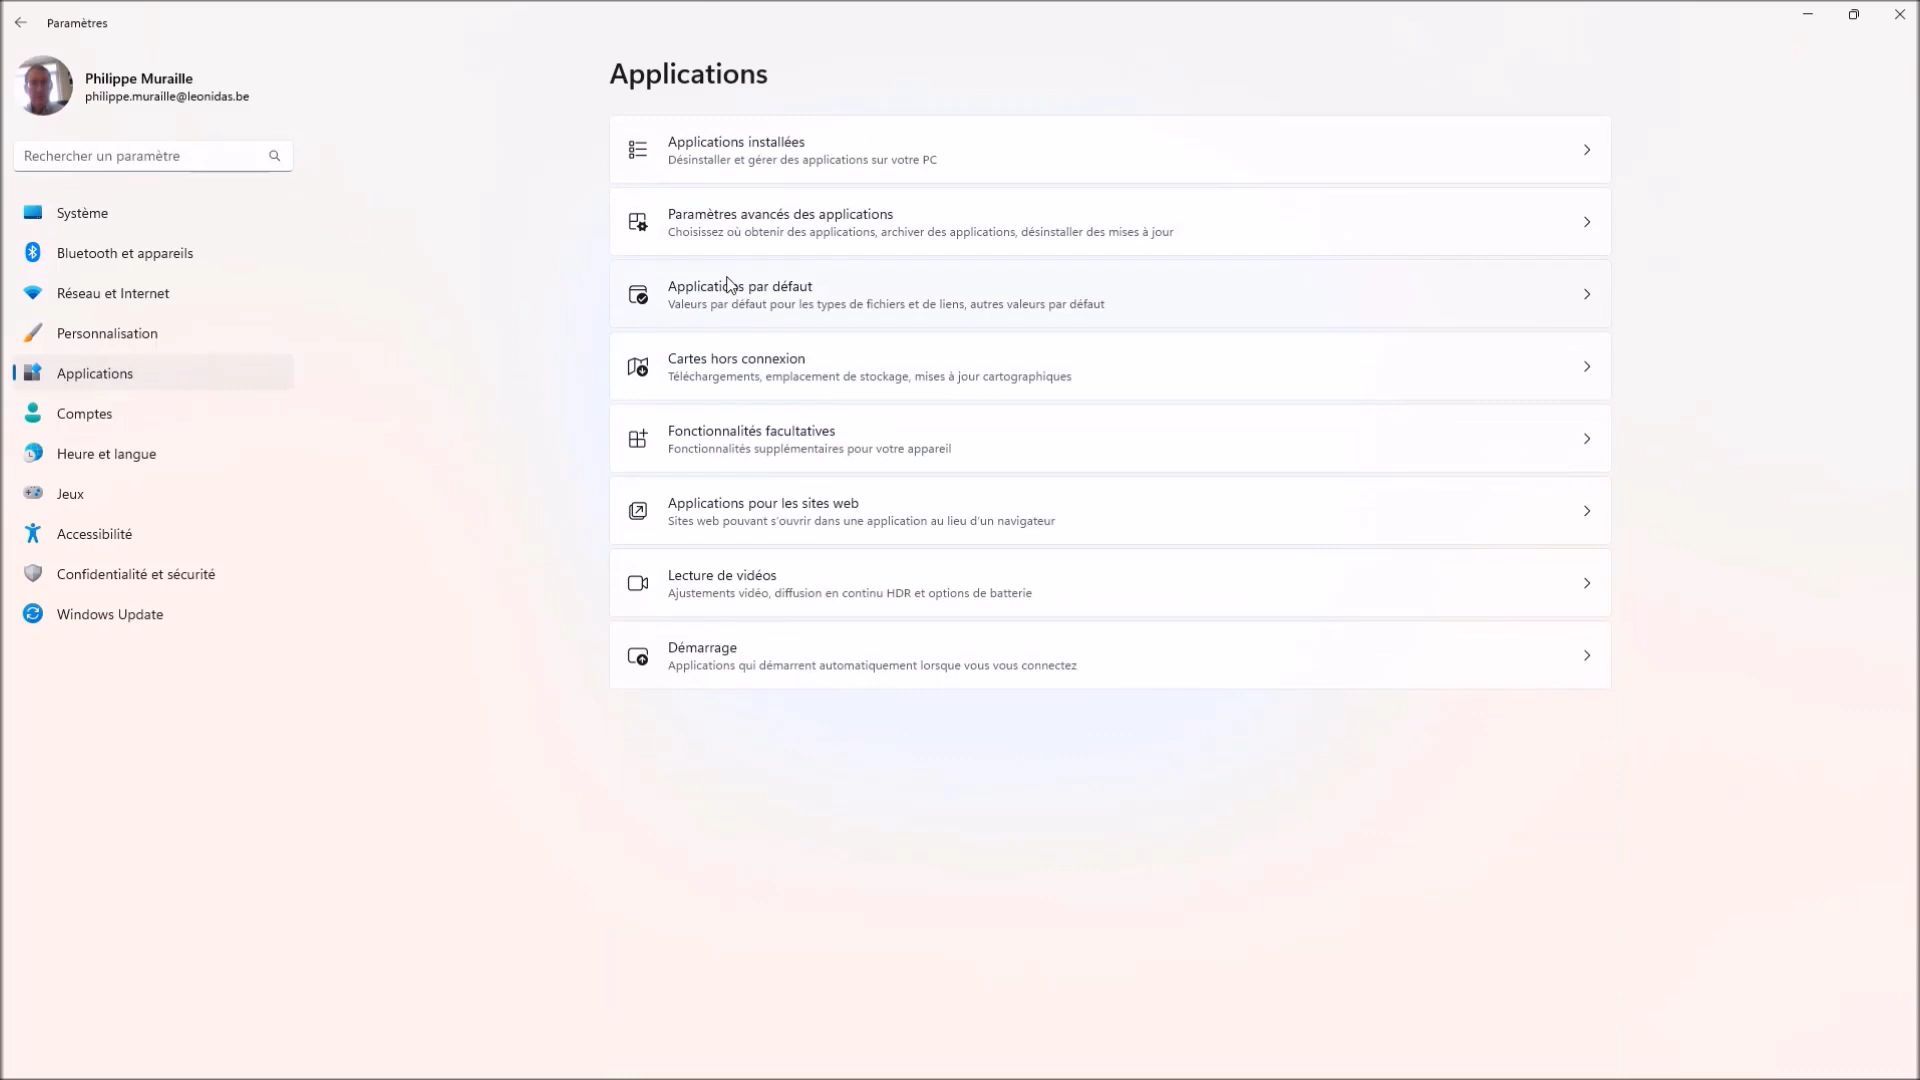 Paramètres
Philippe Muraille
philippe.muraille@leonidas.be
Rechercher un paramètre
Système
Bluetooth et appareils
Réseau et Internet
Personnalisation
Applications
Comptes
Heure et langue
Jeux
Accessibilité
Confidentialité et sécurité
Windows Update
Applications
Applications installées
Désinstaller et gérer des applications sur votre PC
Paramètres avancés des applications
Choisissez où obtenir des applications, archiver des applications, désinstaller des mises à jour
Applications par défaut
Valeurs par défaut pour les types de fichiers et de liens, autres valeurs par défaut
Cartes hors connexion
Téléchargements, emplacement de stockage, mises à jour cartographiques
Fonctionnalités facultatives
Fonctionnalités supplémentaires pour votre appareil
Applications pour les sites web
Sites web pouvant s'ouvrir dans une application au lieu d'un navigateur
Lecture de vidéos
Ajustements vidéo, diffusion en continu HDR et options de batterie
Démarrage
Applications qui démarrent automatiquement lorsque vous vous connectez